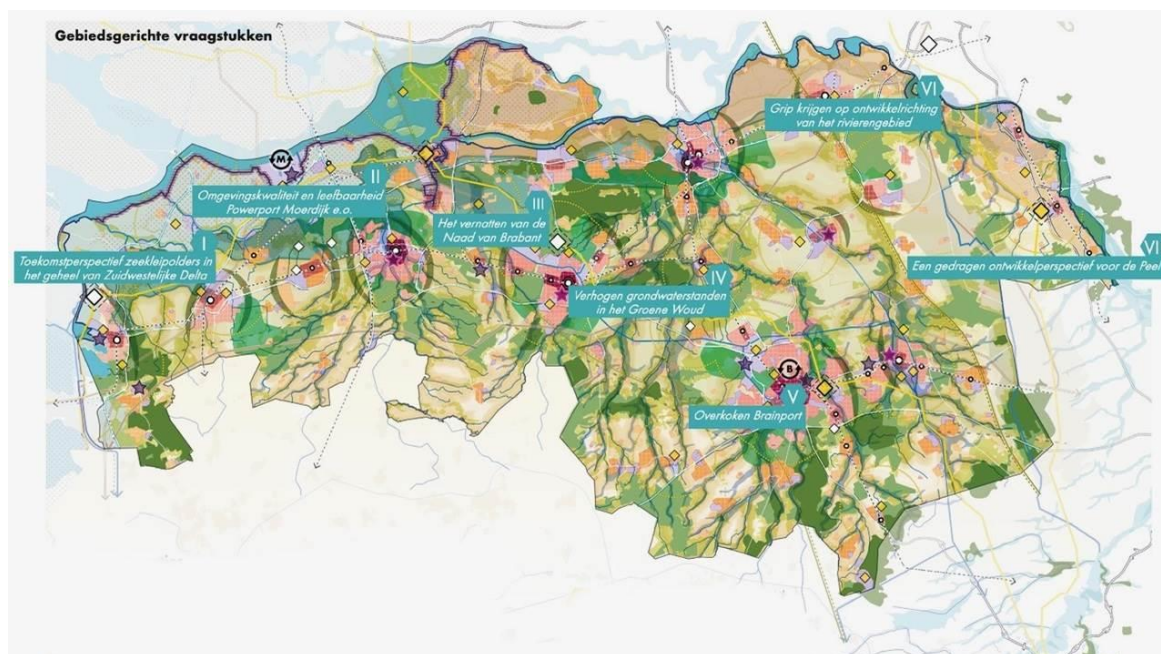 Gebiedsgerichte vraagstukken
VI
Grip krijgen op ontwikkelrichting
van het rivierengebied
M
II
Omgevingskwaliteit en leefbaarheid
Powerport Moerdijk e.o.
III
Het vernatten van de
Naad van Brabant
I
Toekomstperspectief zeekleipolders in
het geheel van Zuidwestelijke Delta
VI
Een gedragen ontwikkelperspectief voor de Peel
IV
Verhogen grondwaterstanden
in het Groene Woud
B
V
Overkoken Brainport